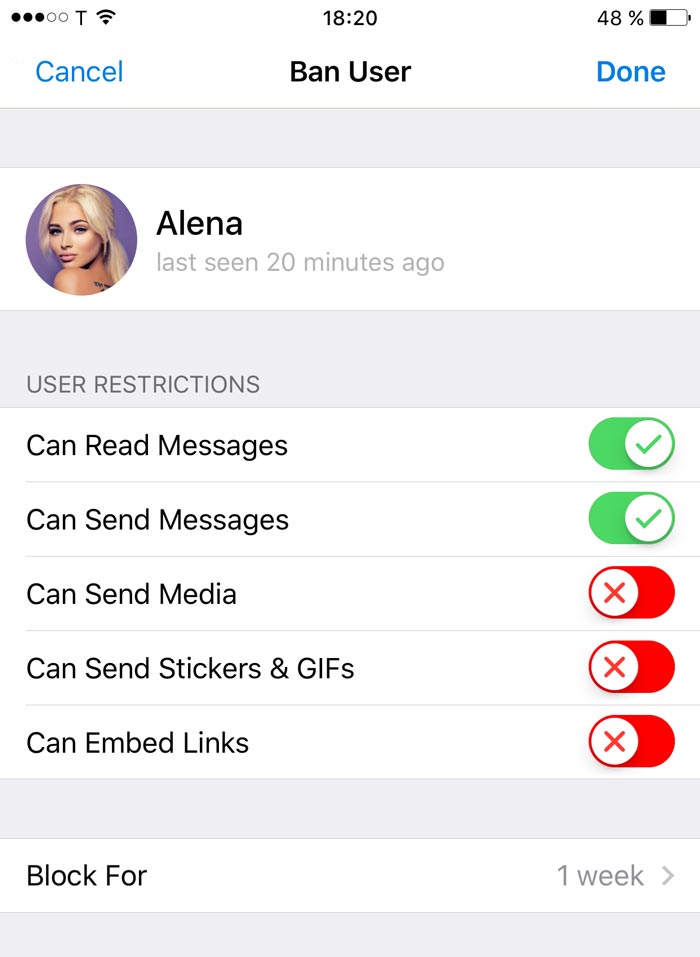 T 18:20 48 %
Cancel Ban User Done
Alena
last seen 20 minutes ago
USER RESTRICTIONS
Can Read Messages
Can Send Messages
Can Send Media
Can Send Stickers & GIFs
Can Embed Links
Block For 1 week